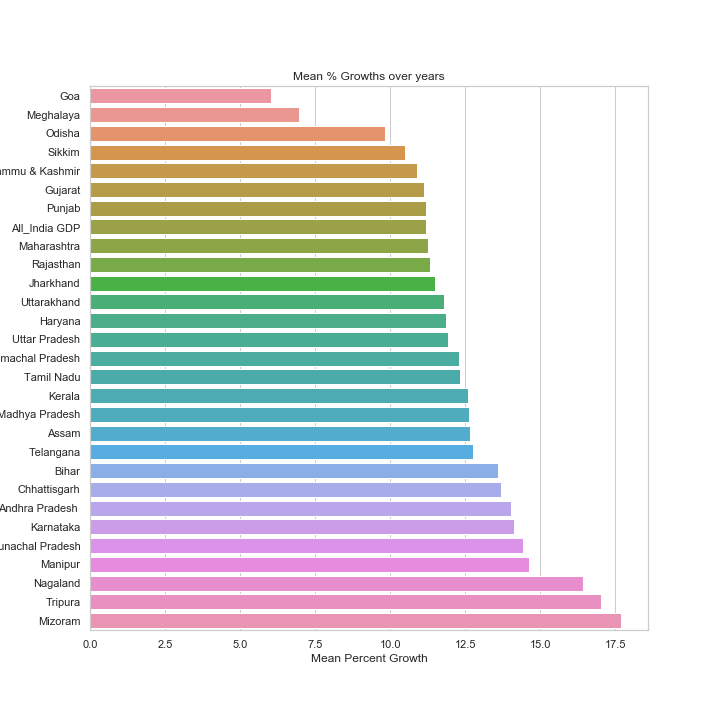 Mean % Growths over years
Goa
Meghalaya
Odisha
Sikkim
ammu & Kashmir
Gujarat
Punjab
All_India GDP
Maharashtra
Rajasthan
Jharkhand
Uttarakhand
Haryana
Uttar Pradesh
machal Pradesh
Tamil Nadu
Kerala
Madhya Pradesh
Assam
Telangana
Bihar
Chhattisgarh
Andhra Pradesh
Karnataka
unachal Pradesh
Manipur
Nagaland
Tripura
Mizoram
0.0 2.5 5.0 7.5 10.0 12.5 15.0 17.5
Mean Percent Growth